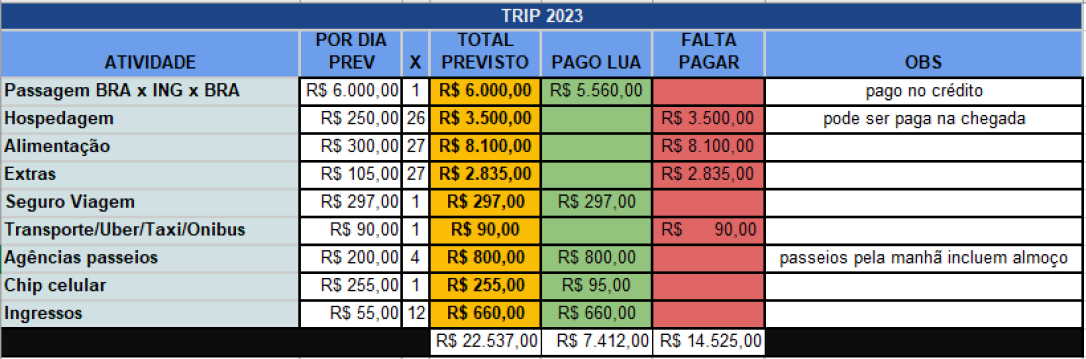 TRIP 2023
ATIVIDADE POR DIA PREV X TOTAL PREVISTO PAGO LUA FALTA PAGAR OBS
Passagem BRA x ING x BRA R$ 6.000,00 1 R$ 6.000,00 R$ 5.560,00 pago no crédito
Hospedagem R$ 250,00 26 R$ 3.500,00 R$ 3.500,00 pode ser paga na chegada
Alimentação R$ 300,00 27 R$ 8.100,00 R$ 8.100,00
Extras R$ 105,00 27 R$ 2.835,00 R$ 2.835,00
Seguro Viagem R$ 297,00 1 R$ 297,00 R$ 297,00
Transporte/Uber/Taxi/Onibus R$ 90,00 1 R$ 90,00 R$ 90,00
Agências passeios R$ 200,00 4 R$ 800,00 R$ 800,00 passeios pela manhã incluem almoço
Chip celular R$ 255,00 1 R$ 255,00 R$ 95,00
Ingressos R$ 55,00 12 R$ 660,00 R$ 660,00
R$ 22.537,00 R$ 7.412,00 R$ 14.525,00